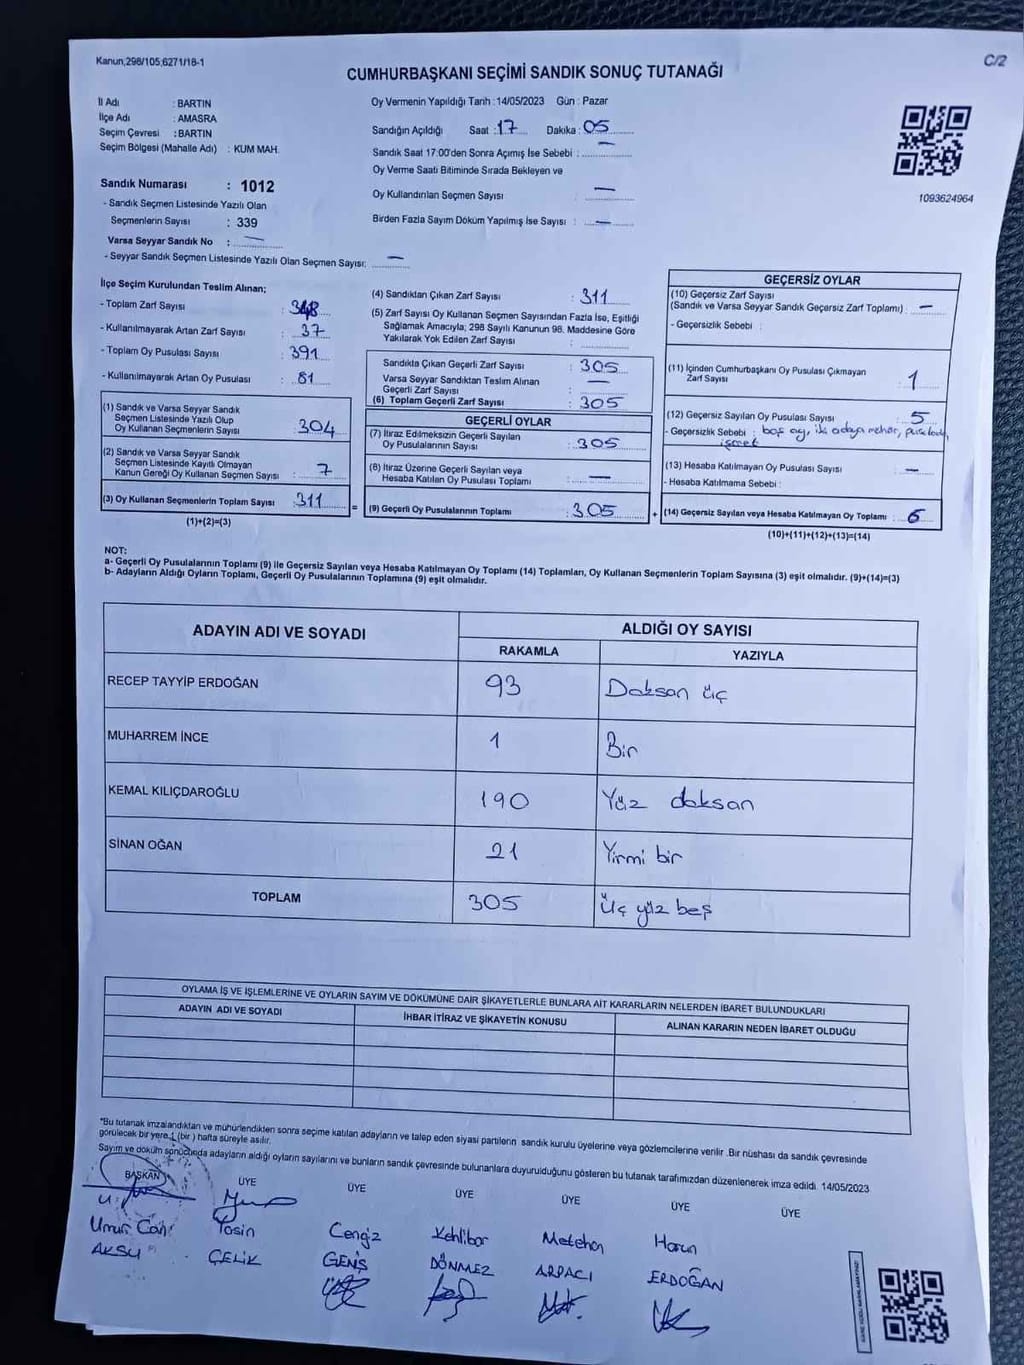 Kanun,298/105,6271/18-1
C/2
CUMHURBAŞKANI SEÇİMİ SANDIK SONUÇ TUTANAĞI
İl Adı : BARTIN
İlçe Adı : AMASRA
Seçim Çevresi : BARTIN
Seçim Bölgesi (Mahalle Adı) : KUM MAH.
Oy Vermenin Yapıldığı Tarih : 14/05/2023 Gün : Pazar
Sandığın Açıldığı Saat : 17 Dakika : 05
Sandık Saat 17:00'den Sonra Açımış İse Sebebi : —
Oy Verme Saati Bitiminde Sırada Bekleyen ve
Oy Kullandırılan Seçmen Sayısı —
Birden Fazla Sayım Döküm Yapılmış İse Sayısı : —
1093624964
Sandık Numarası : 1012
- Sandık Seçmen Listesinde Yazılı Olan
Seçmenlerin Sayısı : 339
Varsa Seyyar Sandık No : —
- Seyyar Sandık Seçmen Listesinde Yazılı Olan Seçmen Sayısı: —
İlçe Seçim Kurulundan Teslim Alınan;
- Toplam Zarf Sayısı : 348
- Kullanılmayarak Artan Zarf Sayısı : 37
- Toplam Oy Pusulası Sayısı : 391
- Kullanılmayarak Artan Oy Pusulası : 81
(1) Sandık ve Varsa Seyyar Sandık
Seçmen Listesinde Yazılı Olup
Oy Kullanan Seçmenlerin Sayısı : 304
(2) Sandık ve Varsa Seyyar Sandık
Seçmen Listesinde Kayıtlı Olmayan
Kanun Gereği Oy Kullanan Seçmen Sayısı : 7
(3) Oy Kullanan Seçmenlerin Toplam Sayısı : 311 =
(1)+(2)=(3)
(4) Sandıktan Çıkan Zarf Sayısı : 311
(5) Zarf Sayısı Oy Kullanan Seçmen Sayısından Fazla İse, Eşitliği
Sağlamak Amacıyla; 298 Sayılı Kanunun 98. Maddesine Göre
Yakılarak Yok Edilen Zarf Sayısı :
Sandıkta Çıkan Geçerli Zarf Sayısı : 305
Varsa Seyyar Sandıktan Teslim Alınan
Geçerli Zarf Sayısı : —
(6) Toplam Geçerli Zarf Sayısı : 305
GEÇERLİ OYLAR
(7) İtiraz Edilmeksizin Geçerli Sayılan
Oy Pusulasının Sayısı : 305
(8) İtiraz Üzerine Geçerli Sayılan veya
Hesaba Katılan Oy Pusulası Toplamı : —
(9) Geçerli Oy Pusulalarının Toplamı : 305 +
GEÇERSİZ OYLAR
(10) Geçersiz Zarf Sayısı
(Sandık ve Varsa Seyyar Sandık Geçersiz Zarf Toplamı) : —
- Geçersizlik Sebebi :
(11) İçinden Cumhurbaşkanı Oy Pusulası Çıkmayan
Zarf Sayısı : 1
(12) Geçersiz Sayılan Oy Pusulası Sayısı : 5
- Geçersizlik Sebebi : boş oy, iki adaya mühür,
(13) Hesaba Katılmayan Oy Pusulası Sayısı : —
- Hesaba Katılmama Sebebi :
(14) Geçersiz Sayılan veya Hesaba Katılmayan Oy Toplamı : 6
(10)+(11)+(12)+(13)=(14)
NOT:
a- Geçerli Oy Pusulalarının Toplamı (9) ile Geçersiz Sayılan veya Hesaba Katılmayan Oy Toplamı (14) Toplamları, Oy Kullanan Seçmenlerin Toplam Sayısına (3) eşit olmalıdır. (9)+(14)=(3)
b- Adayların Aldığı Oyların Toplamı, Geçerli Oy Pusulalarının Toplamına (9) eşit olmalıdır.
ADAYIN ADI VE SOYADI ALDIĞI OY SAYISI
RAKAMLA YAZIYLA
RECEP TAYYİP ERDOĞAN 93 Doksan üç
MUHARREM İNCE 1 Bir
KEMAL KILIÇDAROĞLU 190 Yüz doksan
SİNAN OĞAN 21 Yirmi bir
TOPLAM 305 Üç yüz beş
OYLAMA İŞ VE İŞLEMLERİNE VE OYLARIN SAYIM VE DÖKÜMÜNE DAİR ŞİKAYETLERLE BUNLARA AİT KARARLARIN NELERDEN İBARET BULUNDUKLARI
ADAYIN ADI VE SOYADI İHBAR İTİRAZ VE ŞİKAYETİN KONUSU ALINAN KARARIN NEDEN İBARET OLDUĞU
*Bu tutanak imzalandıktan ve mühürlendikten sonra seçime katılan adayların ve talep eden siyasi partilerin sandık kurulu üyelerine veya gözlemcilerine verilir .Bir nüshası da sandık çevresinde
görülecek bir yere 1 (bir ) hafta süreyle asılır.
Sayım ve döküm sonucunda adayların aldığı oyların sayılarını ve bunların sandık çevresinde bulunanlara duyurulduğunu gösteren bu tutanak tarafımızdan düzenlenerek imza edildi. 14/05/2023
BAŞKAN ÜYE ÜYE ÜYE ÜYE ÜYE ÜYE
Umur Can Yasin Cengiz Kehlibar Metehan Harun
AKSU ÇELİK GENİŞ DÖNMEZ ARPACI ERDOĞAN